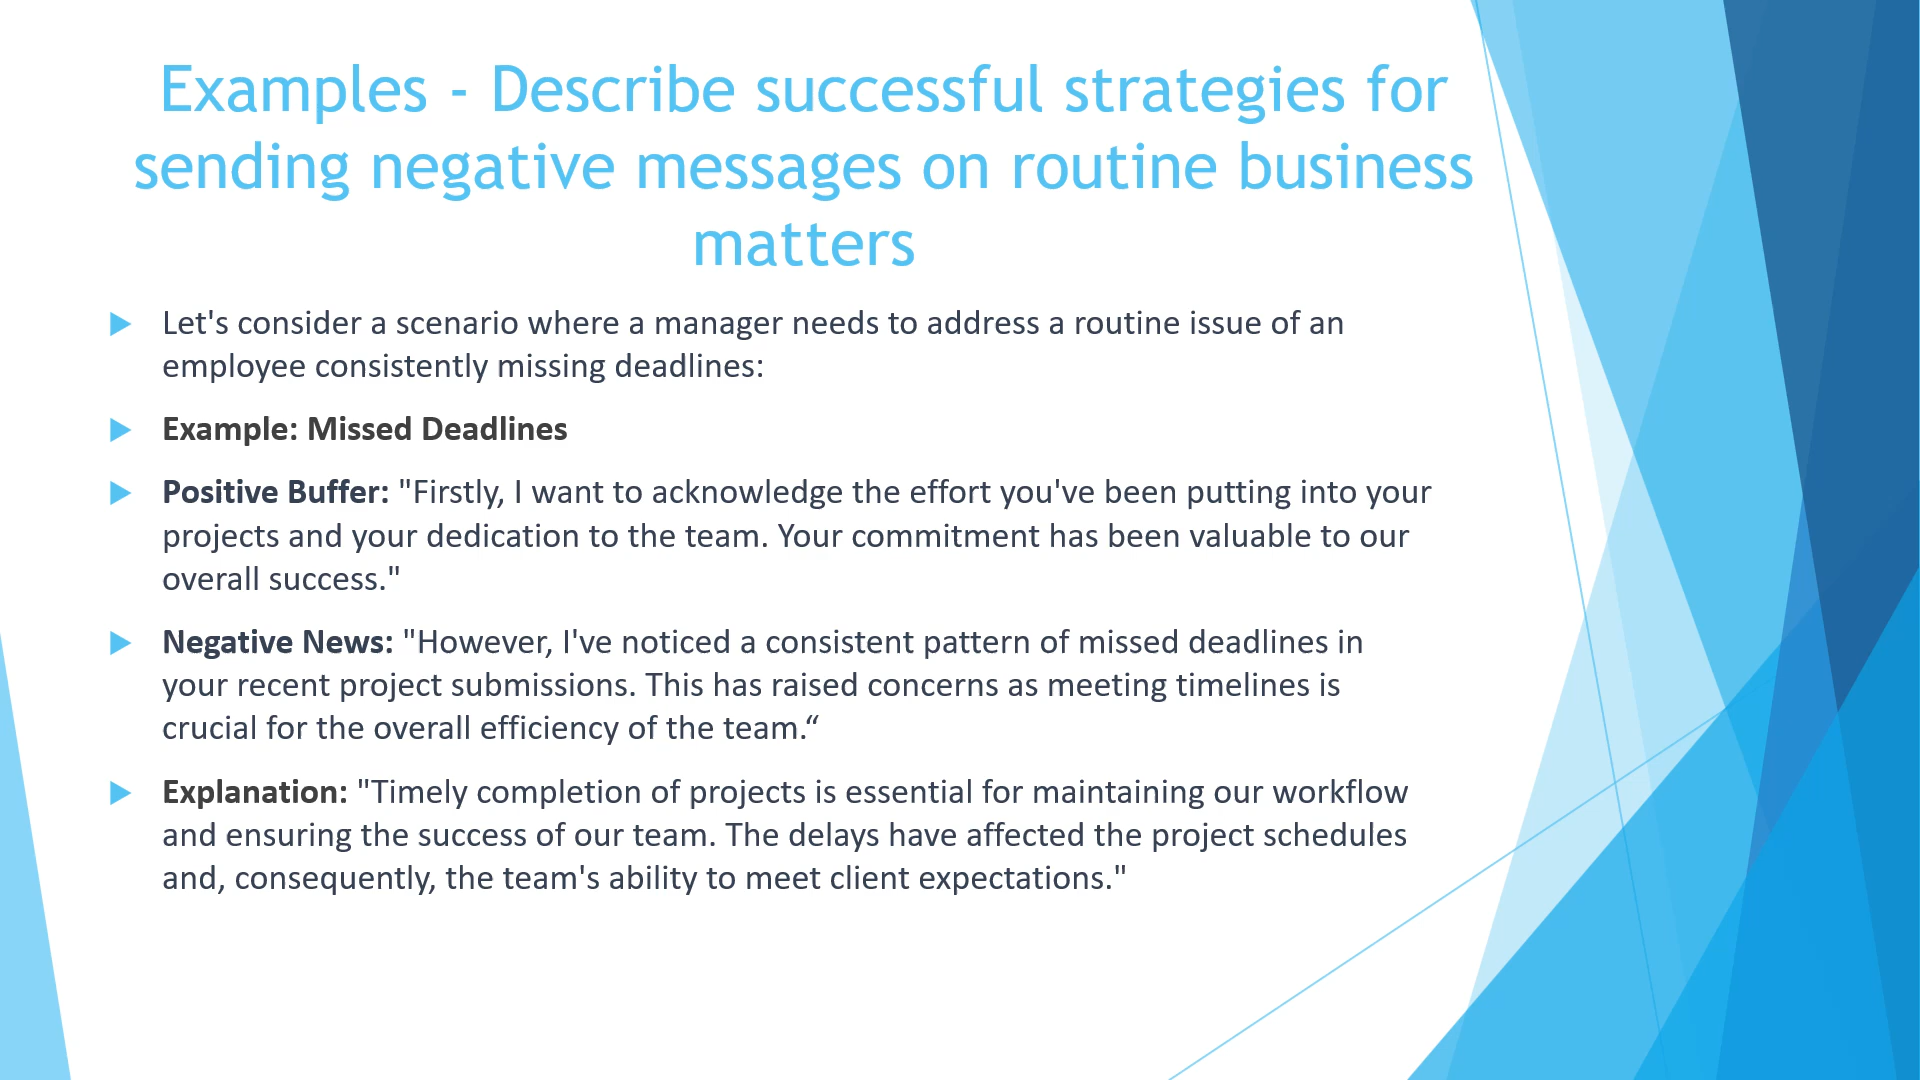 Examples - Describe successful strategies for
sending negative messages on routine business
matters
Let's consider a scenario where a manager needs to address a routine issue of an
employee consistently missing deadlines:
Example: Missed Deadlines
Positive Buffer: "Firstly, I want to acknowledge the effort you've been putting into your
projects and your dedication to the team. Your commitment has been valuable to our
overall success."
Negative News: "However, I've noticed a consistent pattern of missed deadlines in
your recent project submissions. This has raised concerns as meeting timelines is
crucial for the overall efficiency of the team.“
Explanation: "Timely completion of projects is essential for maintaining our workflow
and ensuring the success of our team. The delays have affected the project schedules
and, consequently, the team's ability to meet client expectations."